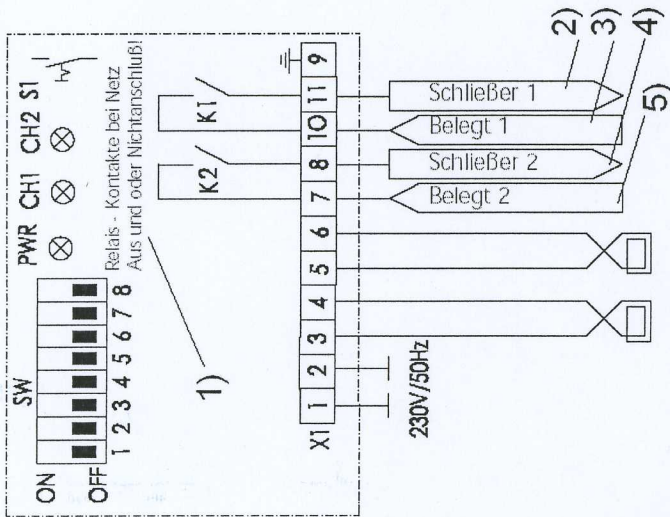 SW
PWR CH1 CH2 S1
ON
OFF
1 2 3 4 5 6 7 8
Relais - Kontakte bei Netz
Aus und oder Nichtanschluß!
1)
K2
K1
X1 1 2 3 4 5 6 7 8 10 11 9
230V/50Hz
Schließer 1
Belegt 1
Schließer 2
Belegt 2
2)
3)
4)
5)